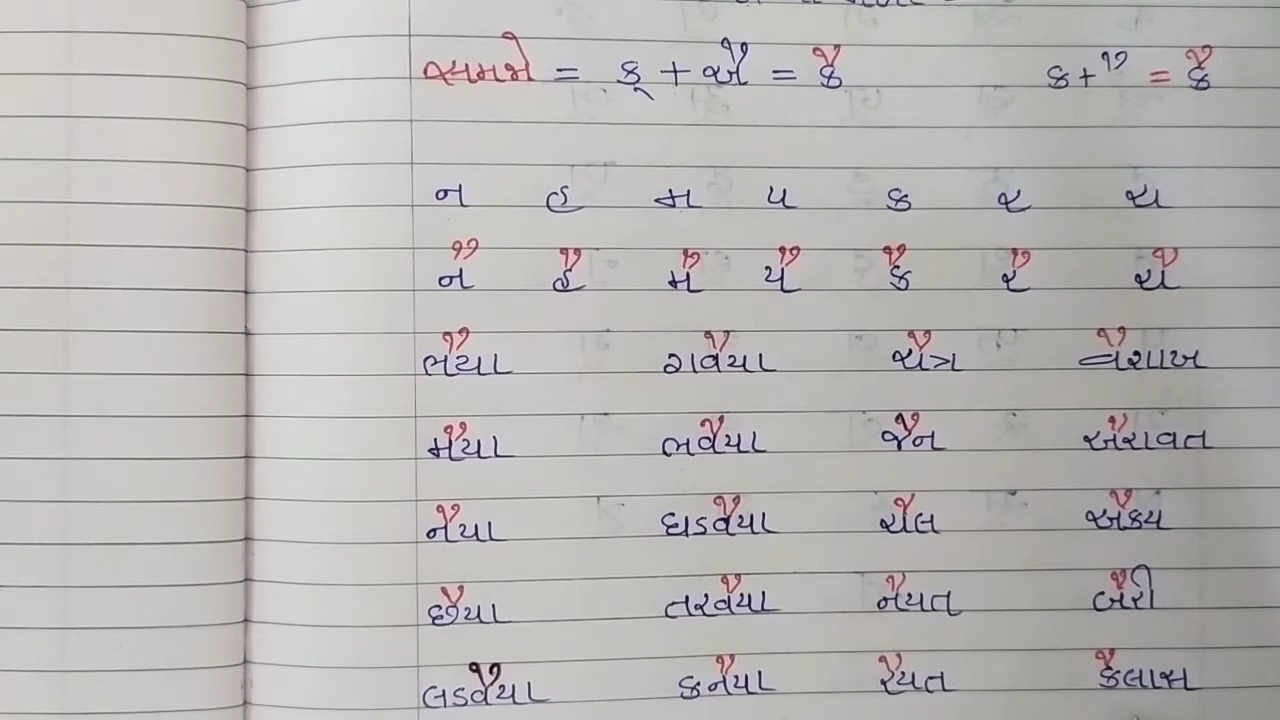 સમજો = ક્ + ઐ = કૈ ક + ૈ = કૈ
ન હ મ ય ક ર ચ
નૈ હૈ મૈ યૈ કૈ રૈ ચૈ
ભૈયા ગવૈયા ચૈત્ર વૈશાખ
મૈયા ભવૈયા જૈન ઐરાવત
નૈયા ઘડવૈયા શૈલ ઐક્ય
છૈયા તરવૈયા નૈયત બૈરી
લડવૈયા કનૈયા રૈયત કૈલાસ